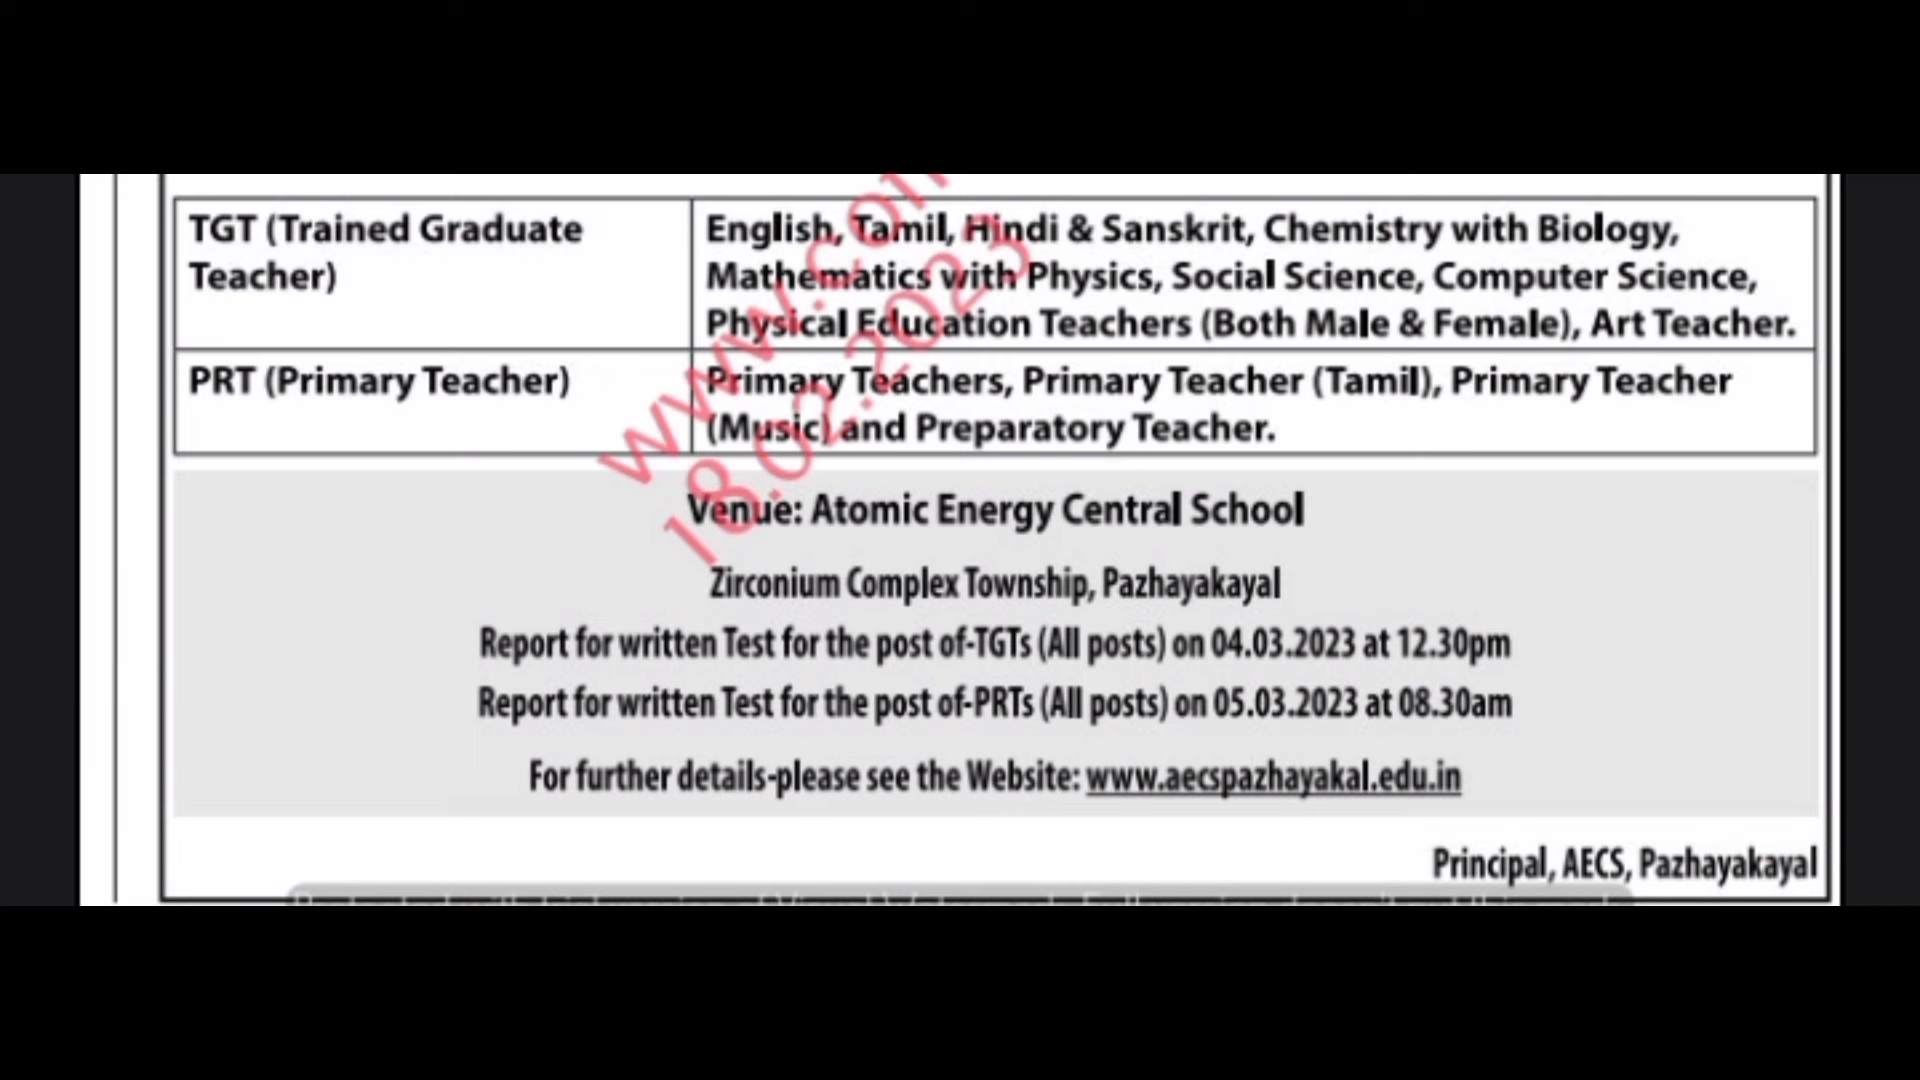 TGT (Trained Graduate
Teacher)
English, Tamil, Hindi & Sanskrit, Chemistry with Biology,
Mathematics with Physics, Social Science, Computer Science,
Physical Education Teachers (Both Male & Female), Art Teacher.
PRT (Primary Teacher)
Primary Teachers, Primary Teacher (Tamil), Primary Teacher
(Music) and Preparatory Teacher.
www.con
18.02.2023
Venue: Atomic Energy Central School
Zirconium Complex Township, Pazhayakayal
Report for written Test for the post of-TGTs (All posts) on 04.03.2023 at 12.30pm
Report for written Test for the post of-PRTs (All posts) on 05.03.2023 at 08.30am
For further details-please see the Website: www.aecspazhayakal.edu.in
Principal, AECS, Pazhayakayal